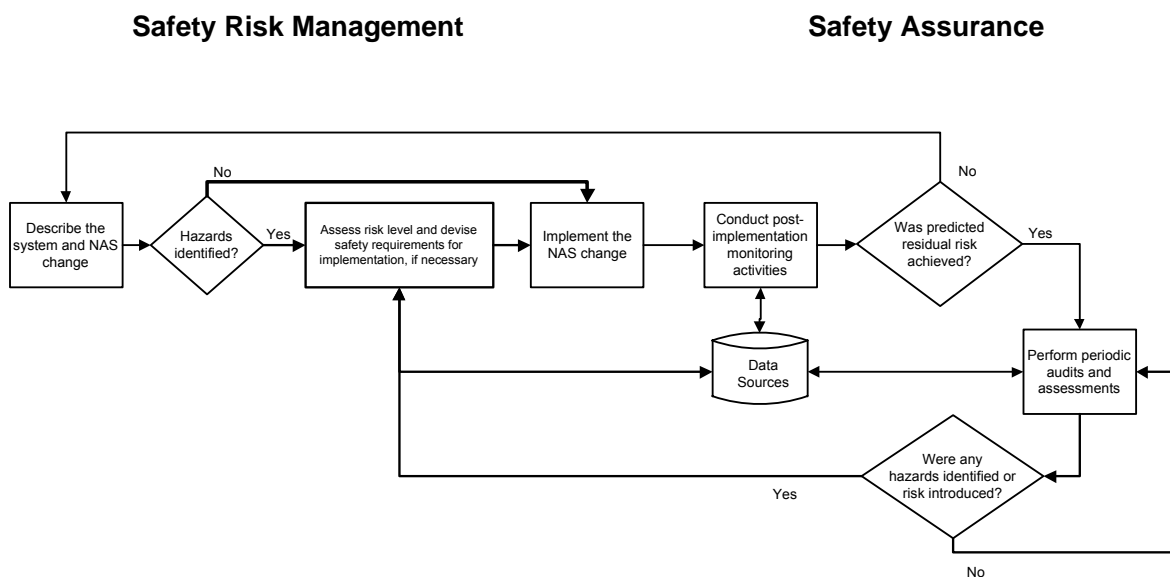 Safety Risk Management
Safety Assurance
No
No
Describe the
system and NAS
change
Hazards
identified?
Yes
Assess risk level and devise
safety requirements for
implementation, if necessary
Implement the
NAS change
Conduct post-
implementation
monitoring
activities
Was predicted
residual risk
achieved?
Yes
Data
Sources
Perform periodic
audits and
assessments
Were any
hazards identified or
risk introduced?
Yes
No